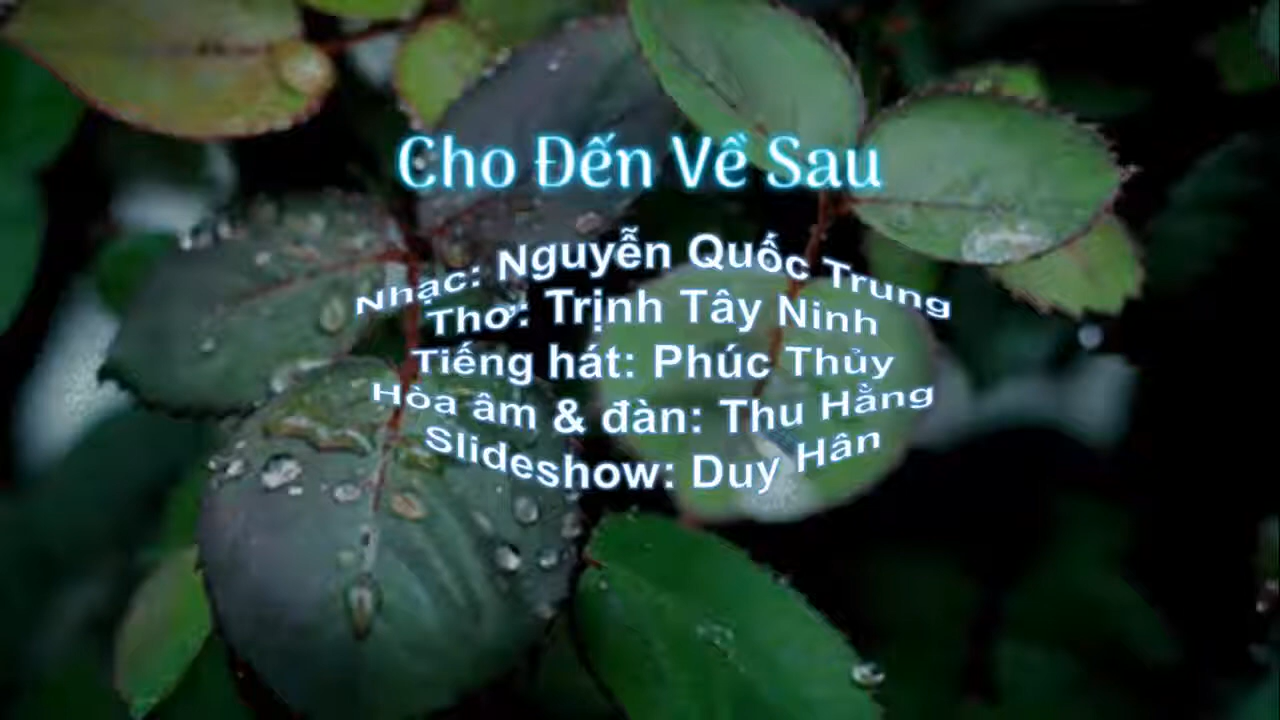 Cho Đến Về Sau
Nhạc: Nguyễn Quốc Trung
Thơ: Trịnh Tây Ninh
Tiếng hát: Phúc Thủy
Hòa âm & đàn: Thu Hằng
Slideshow: Duy Hân